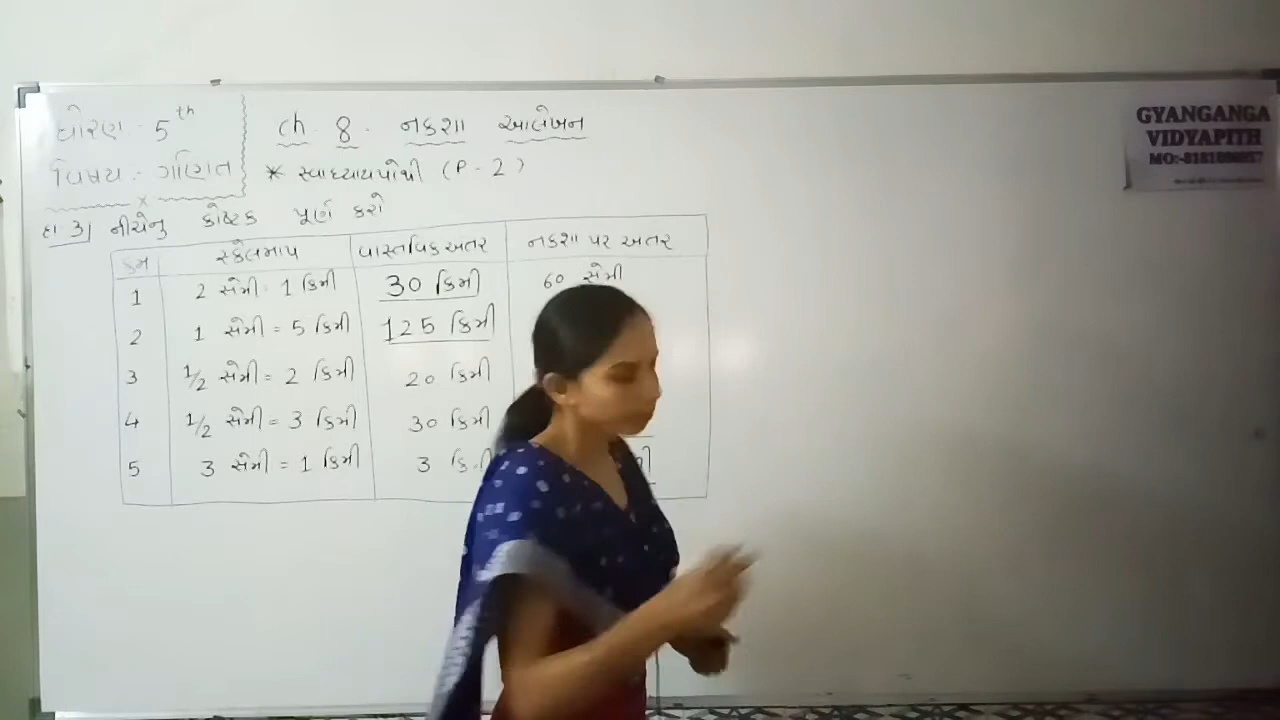 ધોરણ - 5th
વિષય - ગણિત
x
ch 8. નકશા આલેખન
* સ્વાધ્યાયપોથી (P-2)
દા 3) નીચેનુ કોષ્ટક પૂર્ણ કરો
ક્રમ સ્કેલમાપ વાસ્તવિક અંતર નકશા પર અંતર
1 2 સેમી = 1 કિમી 30 કિમી 60 સેમી
2 1 સેમી = 5 કિમી 125 કિમી
3 1/2 સેમી = 2 કિમી 20 કિમી
4 1/2 સેમી = 3 કિમી 30 કિમી
5 3 સેમી = 1 કિમી 3 કિ
GYANGANGA
VIDYAPITH